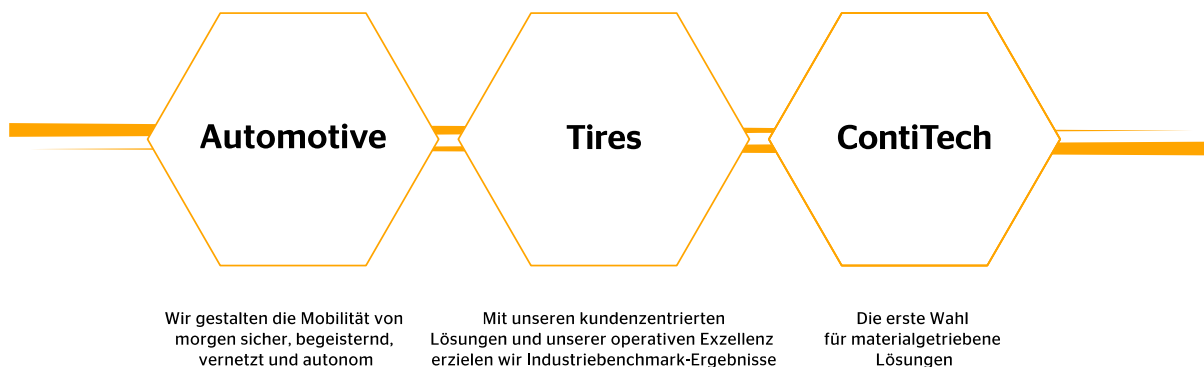 Automotive
Tires
ContiTech
Wir gestalten die Mobilität von
morgen sicher, begeisternd,
vernetzt und autonom
Mit unseren kundenzentrierten
Lösungen und unserer operativen Exzellenz
erzielen wir Industriebenchmark-Ergebnisse
Die erste Wahl
für materialgetriebene
Lösungen